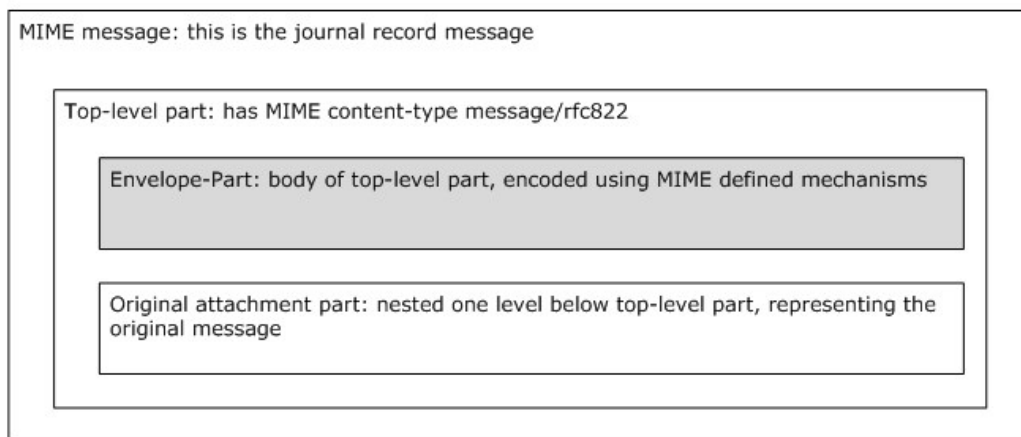 MIME message: this is the journal record message
Top-level part: has MIME content-type message/rfc822
Envelope-Part: body of top-level part, encoded using MIME defined mechanisms
Original attachment part: nested one level below top-level part, representing the
original message